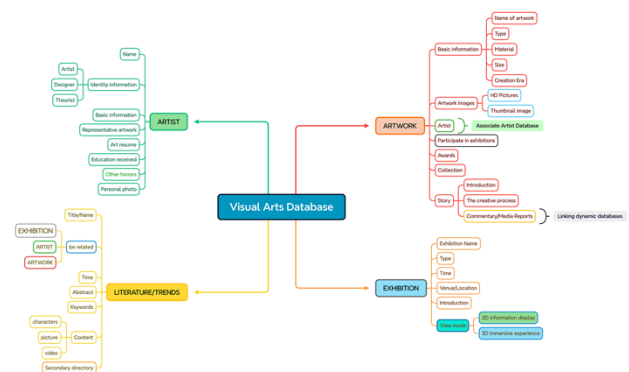 Visual Arts Database
ARTIST
Name
Identity information
Artist
Designer
Theorist
Basic information
Representative artwork
Art resume
Education received
Other honors
Personal photo
LITERATURE/TRENDS
Title/Name
be related
EXHIBITION
ARTIST
ARTWORK
Time
Abstract
Keywords
Content
characters
picture
video
Secondary directory
ARTWORK
Basic information
Name of artwork
Type
Material
Size
Creation Era
Artwork images
HD Pictures
Thumbnail image
Artist
Associate Artist Database
Participate in exhibitions
Awards
Collection
Story
Introduction
The creative process
Commentary/Media Reports
Linking dynamic databases
EXHIBITION
Exhibition Name
Type
Time
Venue/Location
Introduction
View mode
2D information display
3D immersive experience